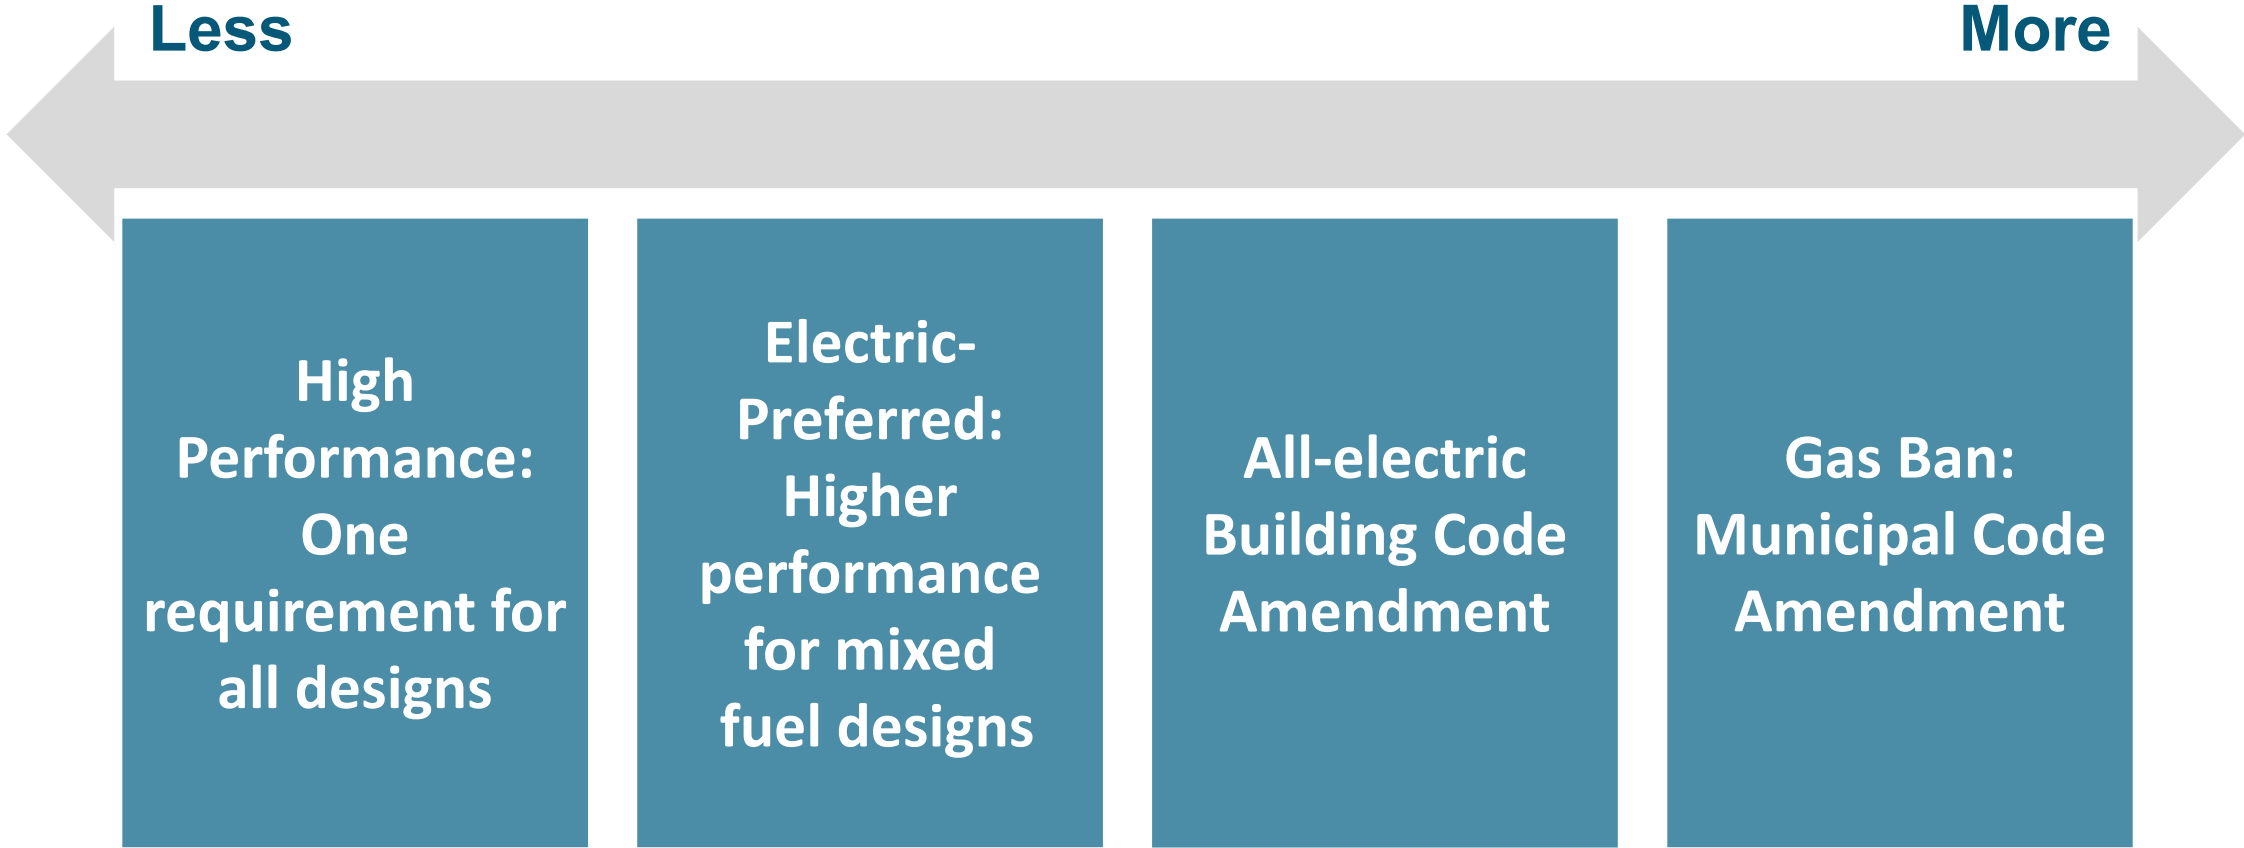 Less
More
High
Performance:
One
requirement for
all designs
Electric-
Preferred:
Higher
performance
for mixed
fuel designs
All-electric
Building Code
Amendment
Gas Ban:
Municipal Code
Amendment